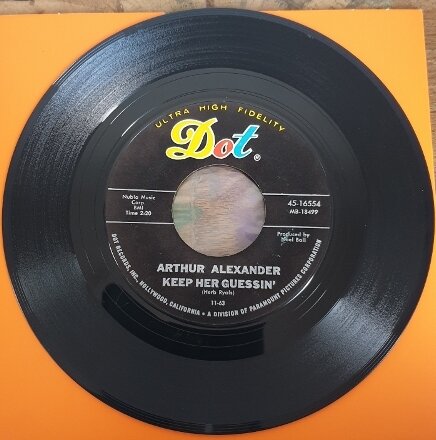 ULTRA HIGH FIDELITY
Dot®
Nubla Music
Corp.
BMI
Time 2:20
45-16554
MB-18499
Produced by
Noel Ball
ARTHUR ALEXANDER
KEEP HER GUESSIN'
(Herb Ryals)
11-63
DOT RECORDS, INC., HOLLYWOOD, CALIFORNIA • A DIVISION OF PARAMOUNT PICTURES CORPORATION